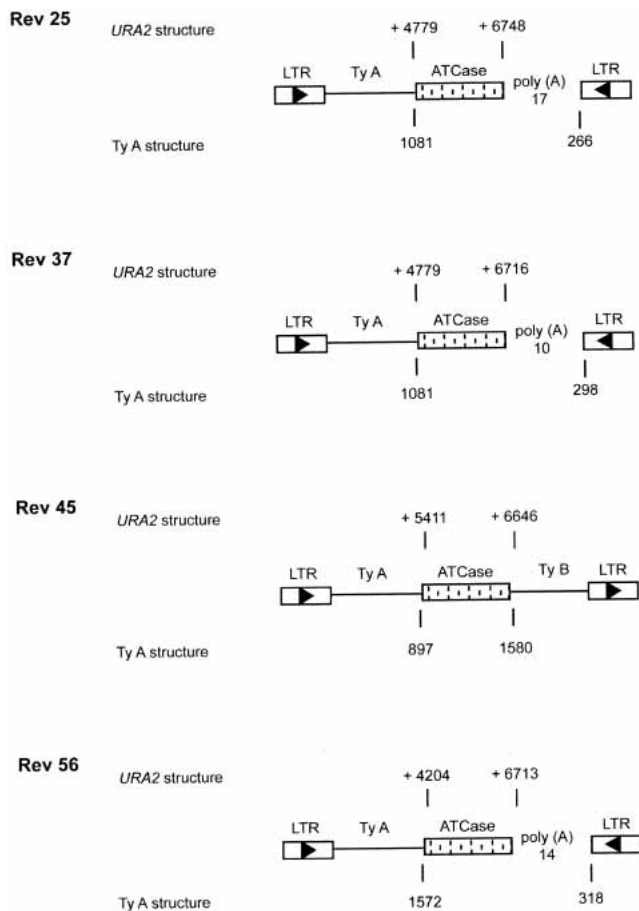 Rev 25
URA2 structure
+ 4779 + 6748
LTR Ty A ATCase poly (A) LTR
17
1081 266
Ty A structure
Rev 37
URA2 structure
+ 4779 + 6716
LTR Ty A ATCase poly (A) LTR
10
1081 298
Ty A structure
Rev 45
URA2 structure
+ 5411 + 6646
LTR Ty A ATCase Ty B LTR
897 1580
Ty A structure
Rev 56
URA2 structure
+ 4204 + 6713
LTR Ty A ATCase poly (A) LTR
14
1572 318
Ty A structure